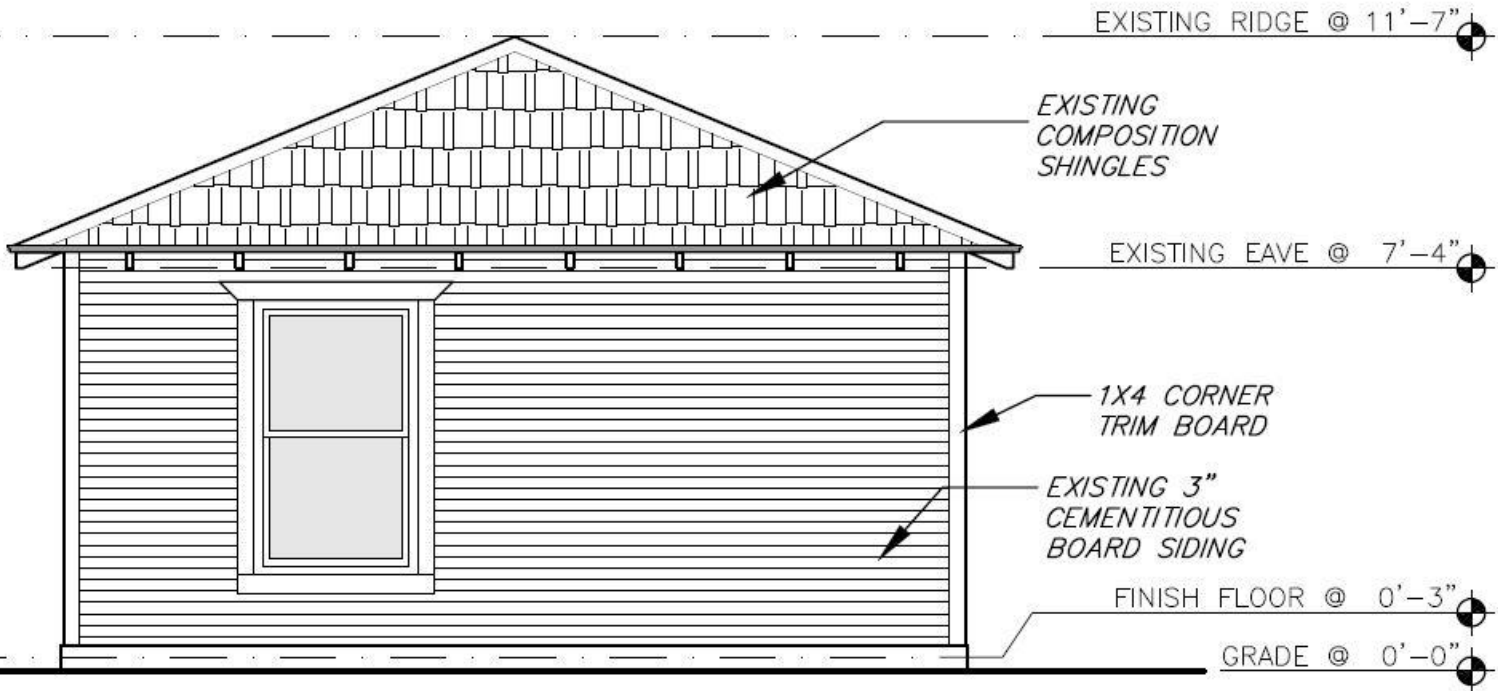 EXISTING RIDGE @ 11'-7"
EXISTING
COMPOSITION
SHINGLES
EXISTING EAVE @ 7'-4"
1X4 CORNER
TRIM BOARD
EXISTING 3"
CEMENTITIOUS
BOARD SIDING
FINISH FLOOR @ 0'-3"
GRADE @ 0'-0"